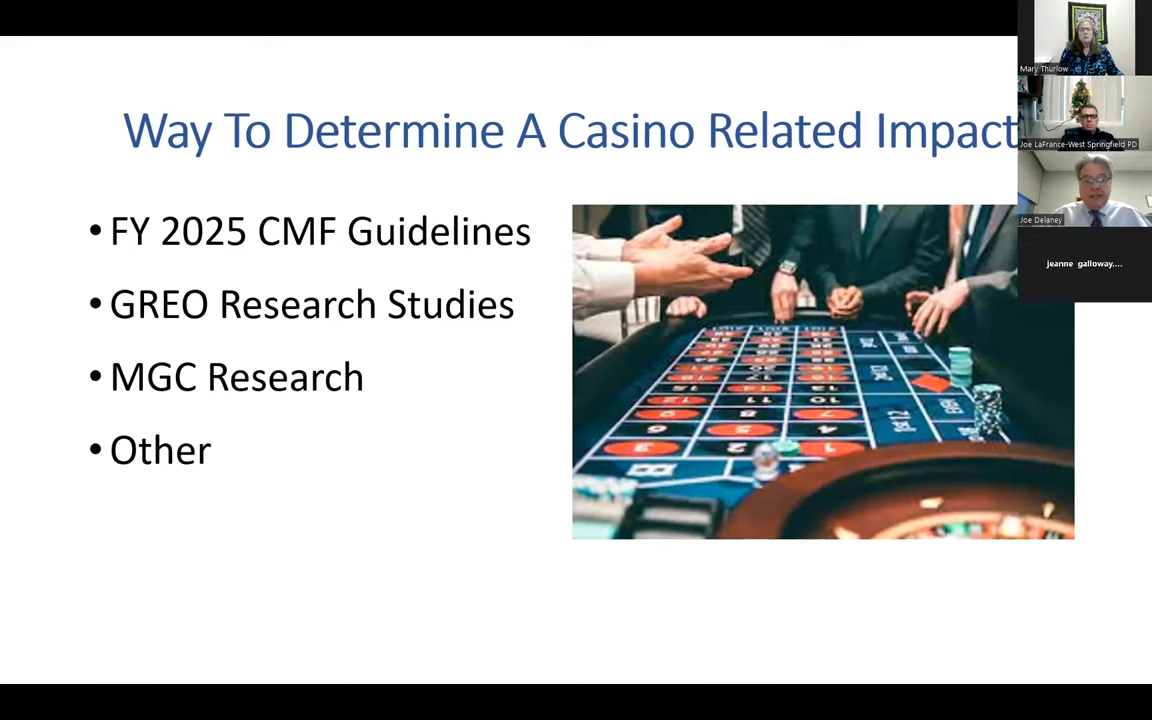 Way To Determine A Casino Related Impact
• FY 2025 CMF Guidelines
• GREO Research Studies
• MGC Research
• Other
Mary Thurlow
Joe LaFrance-West Springfield PD
Joe Delaney
jeanne galloway....